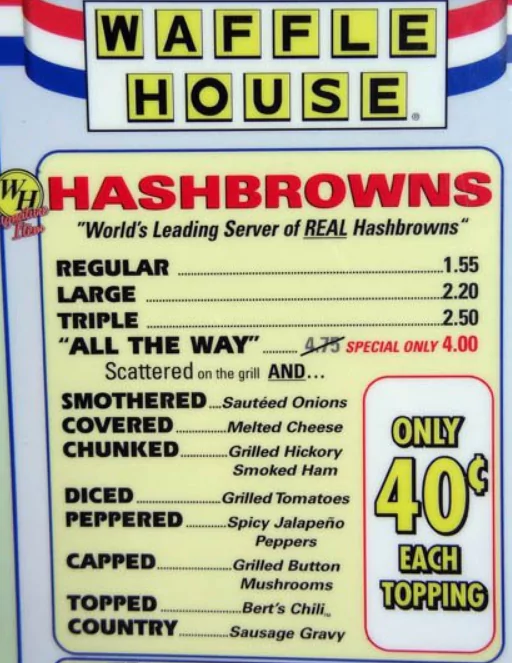 WAFFLE
HOUSE®
WH
HASHBROWNS
"World's Leading Server of REAL Hashbrowns"
REGULAR ........ 1.55
LARGE ........ 2.20
TRIPLE ........ 2.50
"ALL THE WAY" ........ 4.75 SPECIAL ONLY 4.00
Scattered on the grill AND...
SMOTHERED .... Sautéed Onions
COVERED ........ Melted Cheese
CHUNKED ........ Grilled Hickory
Smoked Ham
DICED ........ Grilled Tomatoes
PEPPERED ........ Spicy Jalapeño
Peppers
CAPPED ........ Grilled Button
Mushrooms
TOPPED ........ Bert's Chili™
COUNTRY ........ Sausage Gravy
ONLY
40¢
EACH
TOPPING